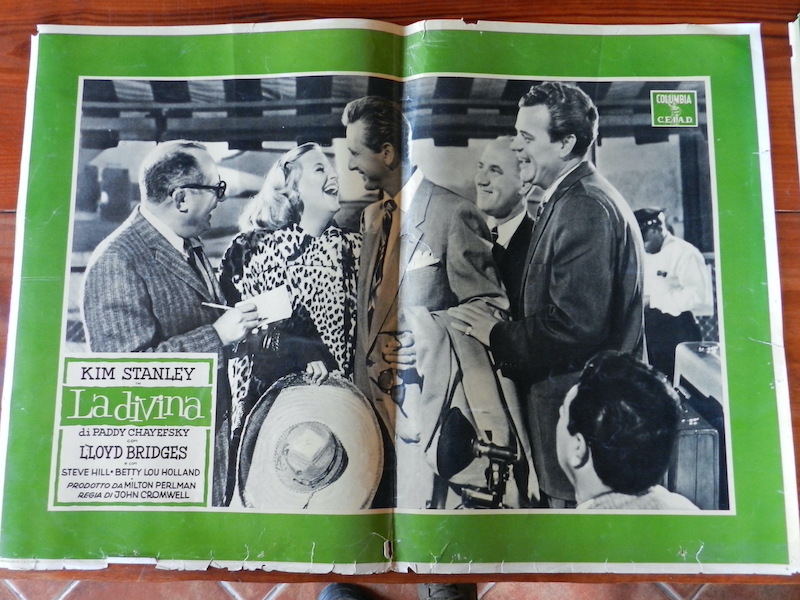 COLUMBIA
C.E.I.A.D.
KIM STANLEY
in
La divina
di PADDY CHAYEFSKY
con
LLOYD BRIDGES
e con
STEVE HILL • BETTY LOU HOLLAND
PRODOTTO DA MILTON PERLMAN
REGIA DI JOHN CROMWELL